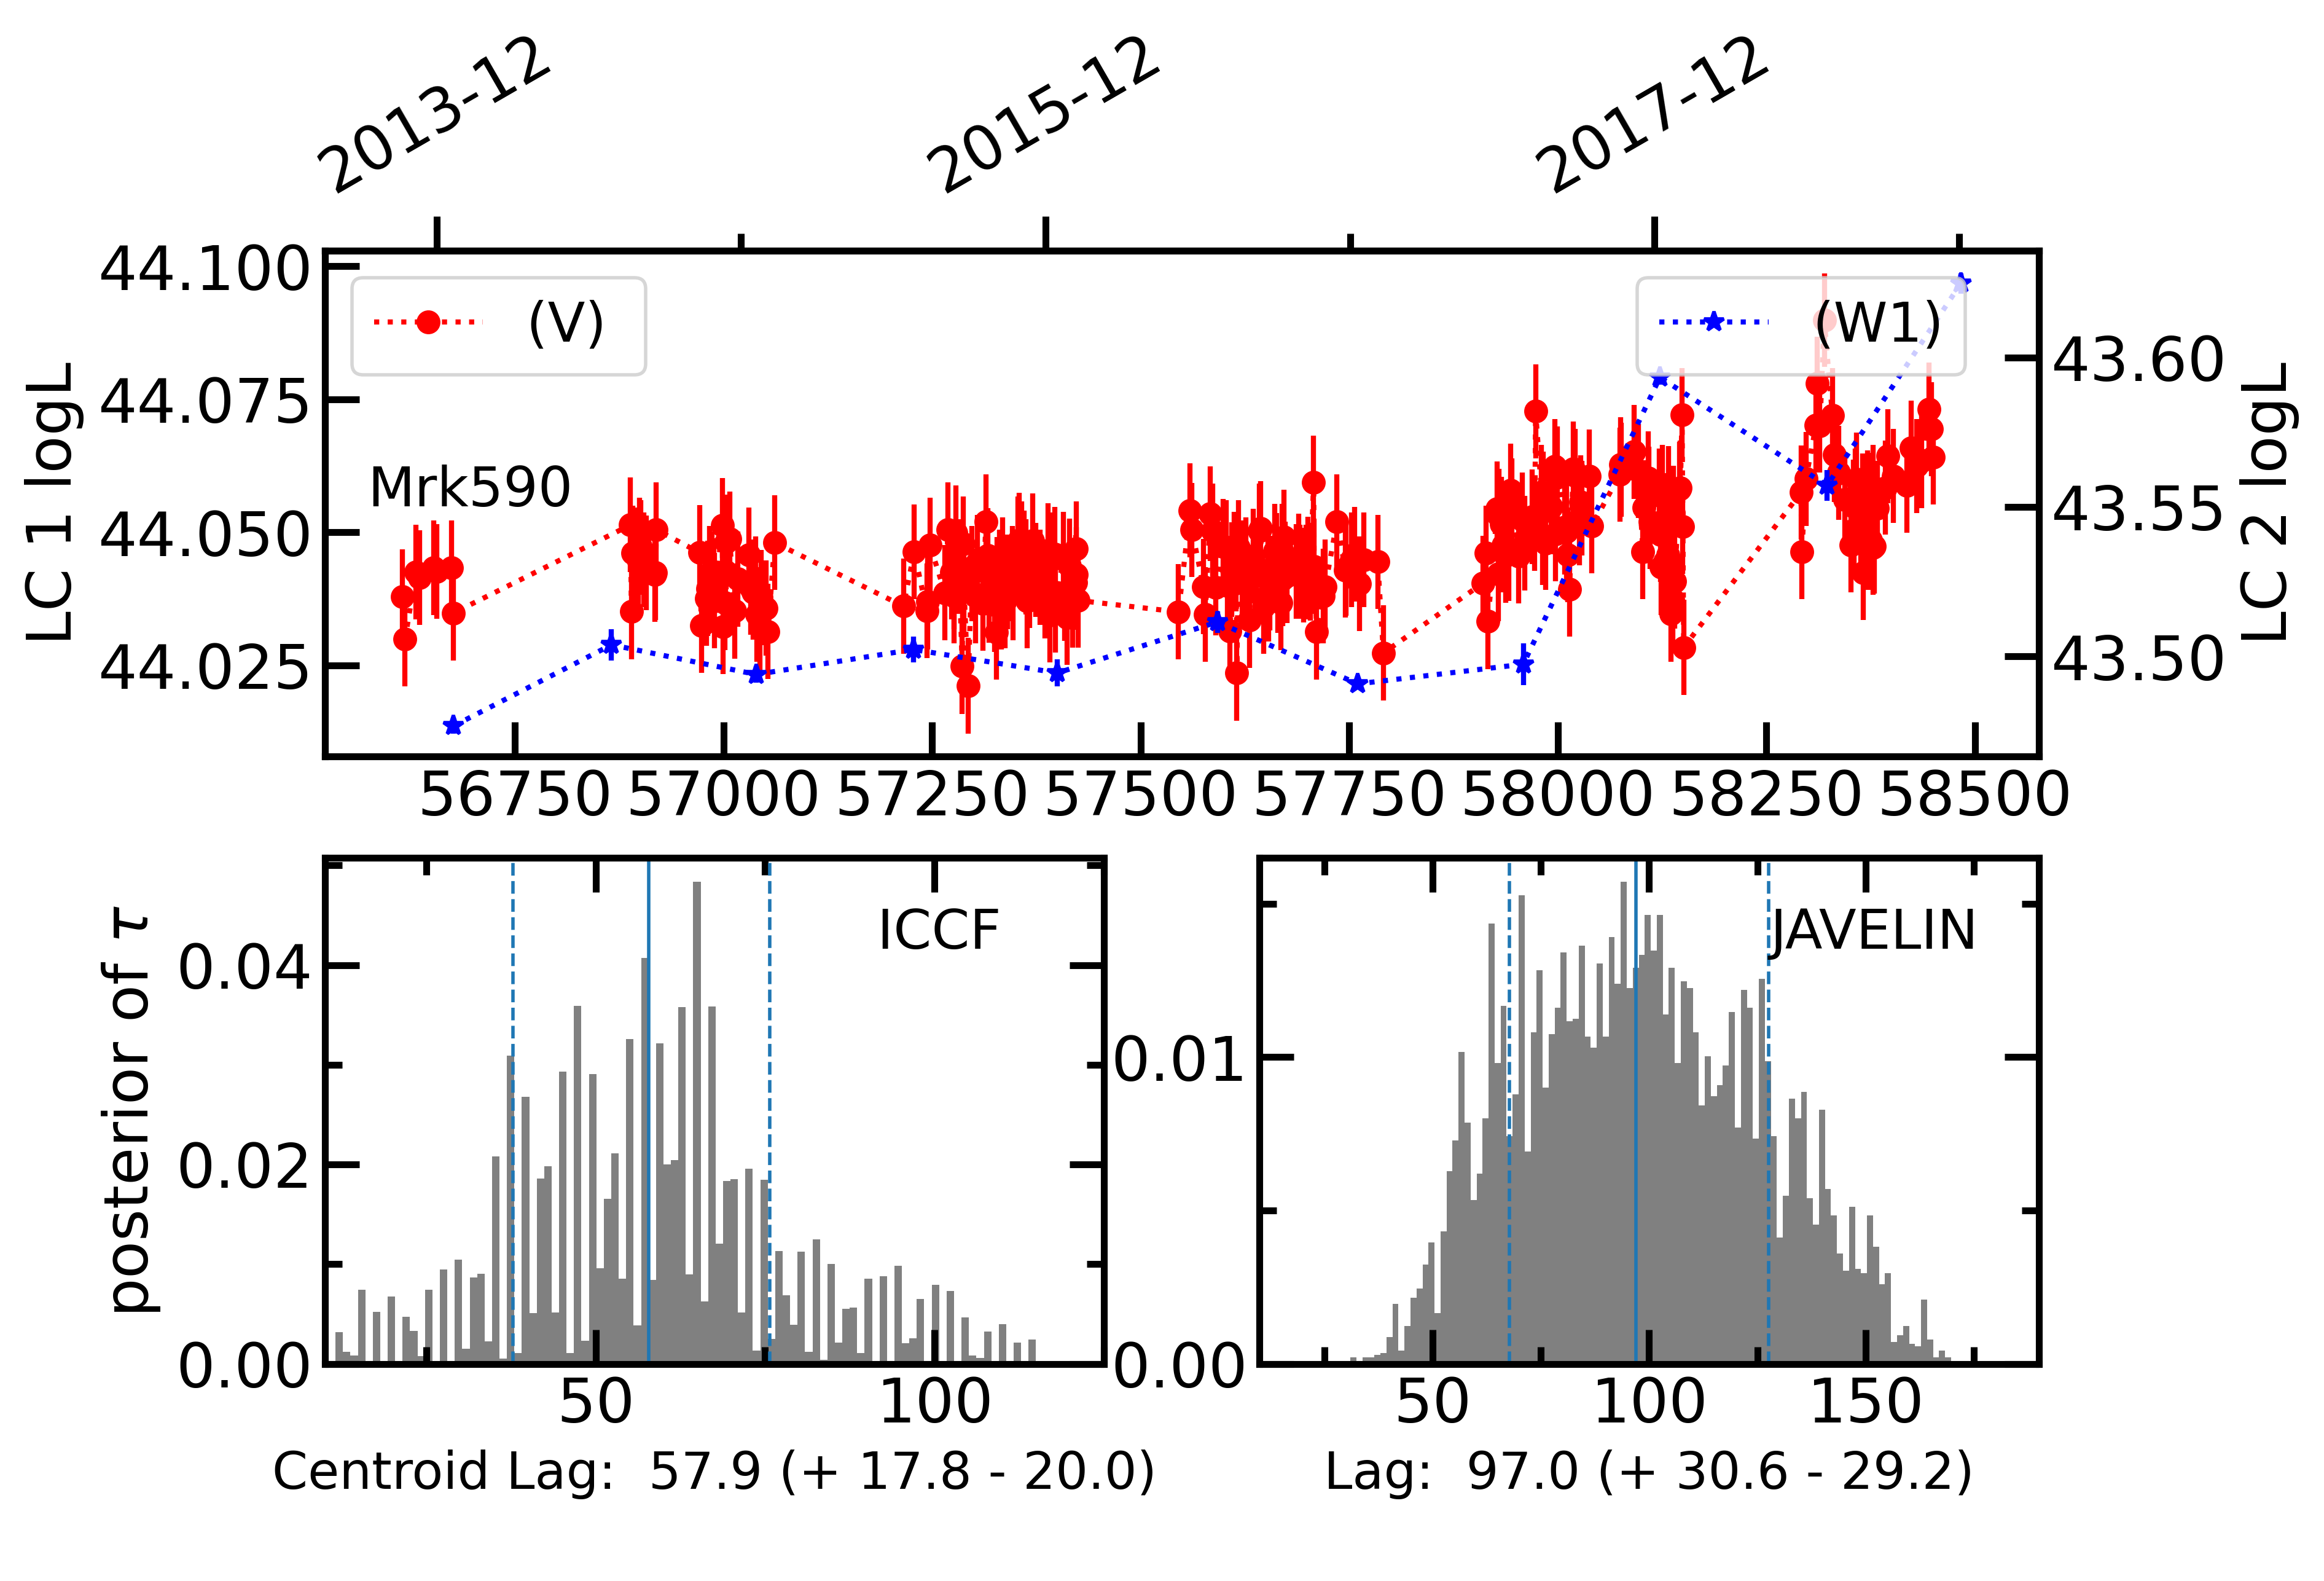 2013-12 2015-12 2017-12
44.100
44.075
44.050
44.025
LC 1 logL
(V)
(W1)
Mrk590
43.60
43.55
43.50
LC 2 logL
56750 57000 57250 57500 57750 58000 58250 58500
posterior of τ
0.04
0.02
0.00
ICCF
50 100
Centroid Lag: 57.9 (+ 17.8 - 20.0)
0.01
0.00
JAVELIN
50 100 150
Lag: 97.0 (+ 30.6 - 29.2)